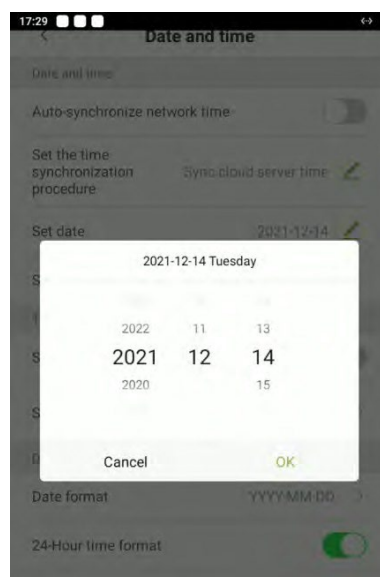 17:29
Date and time
Date and time
Auto-synchronize network time
Set the time
synchronization
procedure
Sync cloud server time
Set date
2021-12-14
2021-12-14 Tuesday
S
2022 11 13
2021 12 14
2020 15
S
S
Cancel OK
D
Date format YYYY-MM-DD
24-Hour time format